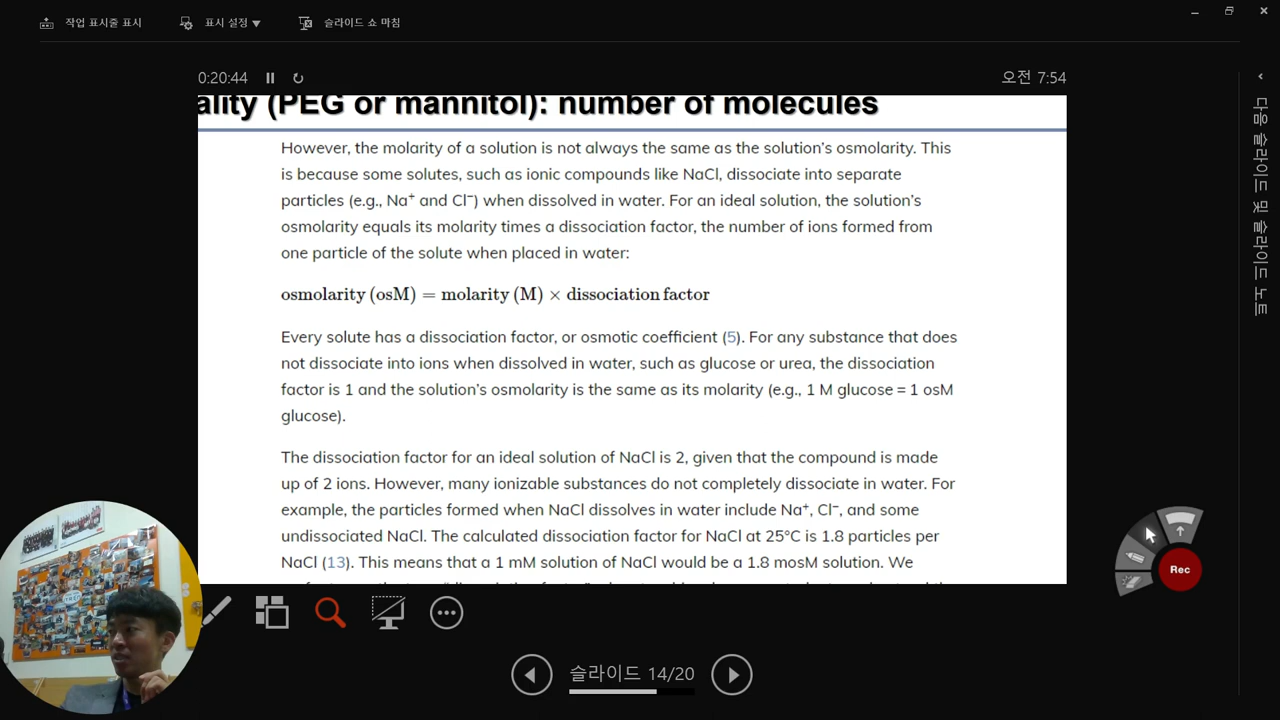 작업 표시줄 표시
표시 설정 ▼
슬라이드 쇼 마침
0:20:44
오전 7:54
ality (PEG or mannitol): number of molecules
However, the molarity of a solution is not always the same as the solution's osmolarity. This
is because some solutes, such as ionic compounds like NaCl, dissociate into separate
particles (e.g., Na⁺ and Cl⁻) when dissolved in water. For an ideal solution, the solution's
osmolarity equals its molarity times a dissociation factor, the number of ions formed from
one particle of the solute when placed in water:
osmolarity (osM) = molarity (M) × dissociation factor
Every solute has a dissociation factor, or osmotic coefficient (5). For any substance that does
not dissociate into ions when dissolved in water, such as glucose or urea, the dissociation
factor is 1 and the solution's osmolarity is the same as its molarity (e.g., 1 M glucose = 1 osM
glucose).
The dissociation factor for an ideal solution of NaCl is 2, given that the compound is made
up of 2 ions. However, many ionizable substances do not completely dissociate in water. For
example, the particles formed when NaCl dissolves in water include Na⁺, Cl⁻, and some
undissociated NaCl. The calculated dissociation factor for NaCl at 25°C is 1.8 particles per
NaCl (13). This means that a 1 mM solution of NaCl would be a 1.8 mosM solution. We
다음 슬라이드 및 슬라이드 노트
Rec
슬라이드 14/20